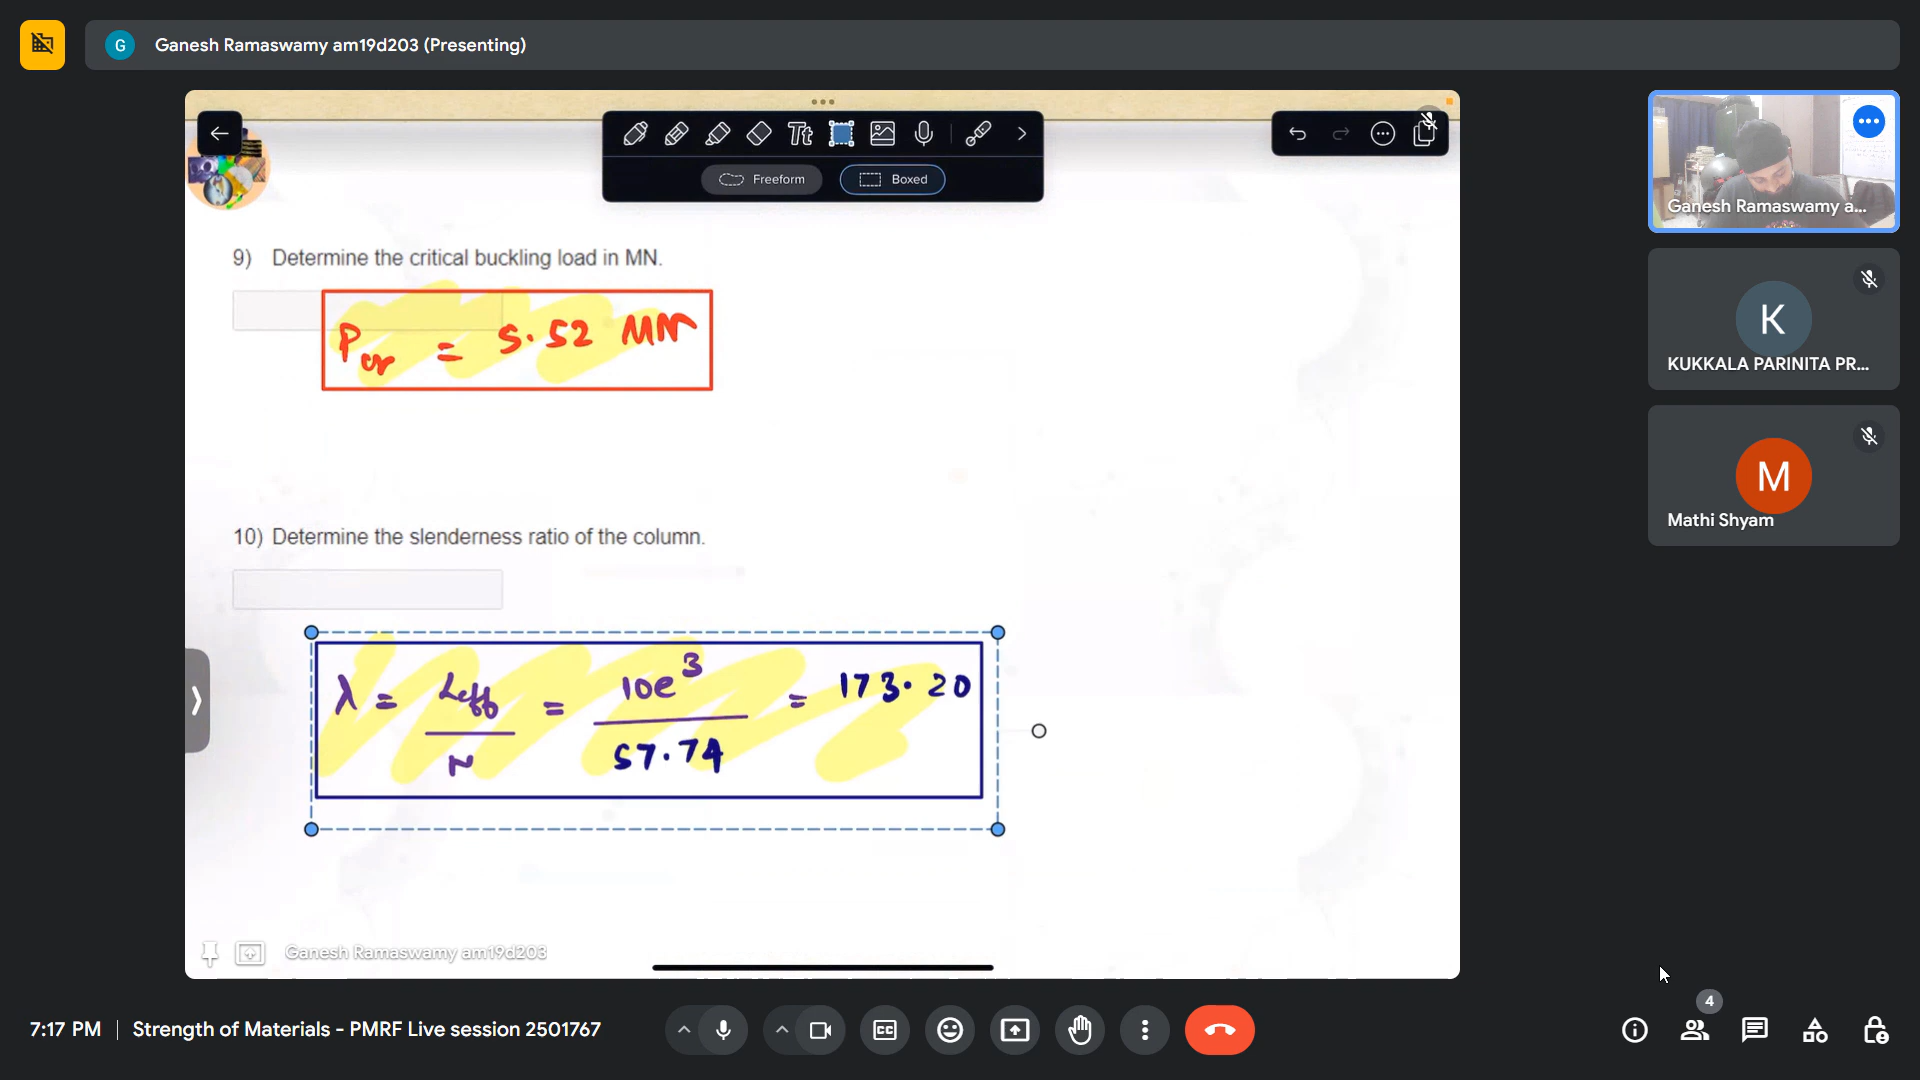 G Ganesh Ramaswamy am19d203 (Presenting)
Tt
Freeform Boxed
9) Determine the critical buckling load in MN.
Pcr = 5.52 MN
10) Determine the slenderness ratio of the column.
λ = Leff / r = 10e³ / 57.74 = 173.20
Ganesh Ramaswamy am19d203
Ganesh Ramaswamy a...
K
KUKKALA PARINITA PR...
M
Mathi Shyam
7:17 PM | Strength of Materials - PMRF Live session 2501767
CC
4